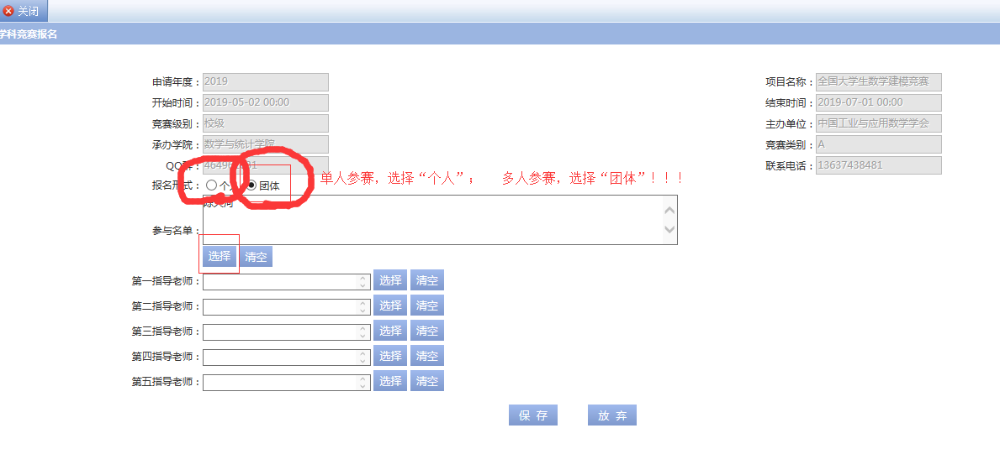 关闭
学科竞赛报名
申请年度：2019 项目名称：全国大学生数学建模竞赛
开始时间：2019-05-02 00:00 结束时间：2019-07-01 00:00
竞赛级别：校级 主办单位：中国工业与应用数学学会
承办学院：数学与统计学院 竞赛类别：A
QQ群： 联系电话：13637438481
报名形式： 团体 单人参赛，选择“个人”； 多人参赛，选择“团体”！！！
参与名单：
选择 清空
第一指导老师： 选择 清空
第二指导老师： 选择 清空
第三指导老师： 选择 清空
第四指导老师： 选择 清空
第五指导老师： 选择 清空
保 存 放 弃